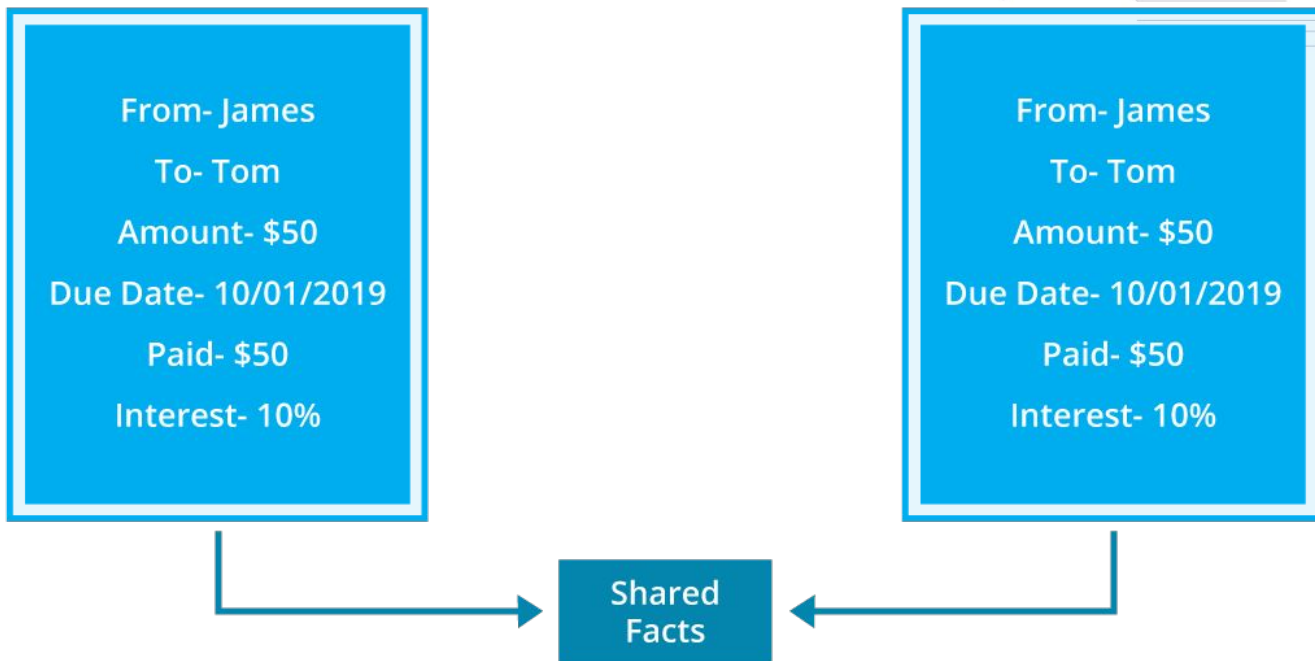 From- James
To- Tom
Amount- $50
Due Date- 10/01/2019
Paid- $50
Interest- 10%
From- James
To- Tom
Amount- $50
Due Date- 10/01/2019
Paid- $50
Interest- 10%
Shared
Facts